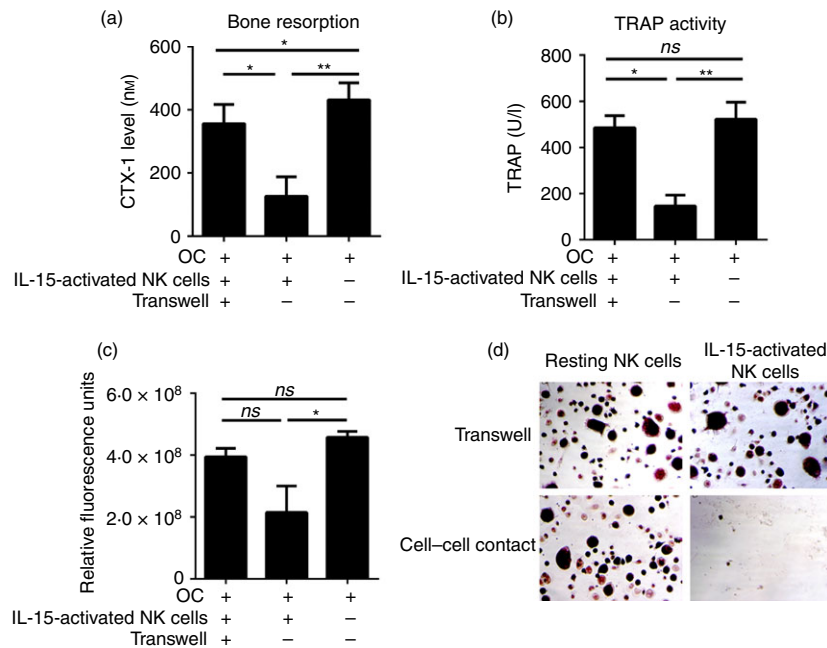 (a)
Bone resorption
*
* **
600
400
200
0
CTX-1 level (nM)
OC + + +
IL-15-activated NK cells + + –
Transwell + – –
(b)
TRAP activity
ns
* **
800
600
400
200
0
TRAP (U/l)
OC + + +
IL-15-activated NK cells + + –
Transwell + – –
(c)
ns
ns *
6·0 × 10⁸
4·0 × 10⁸
2·0 × 10⁸
0
Relative fluorescence units
OC + + +
IL-15-activated NK cells + + –
Transwell + – –
(d)
Resting NK cells
IL-15-activated
NK cells
Transwell
Cell–cell contact